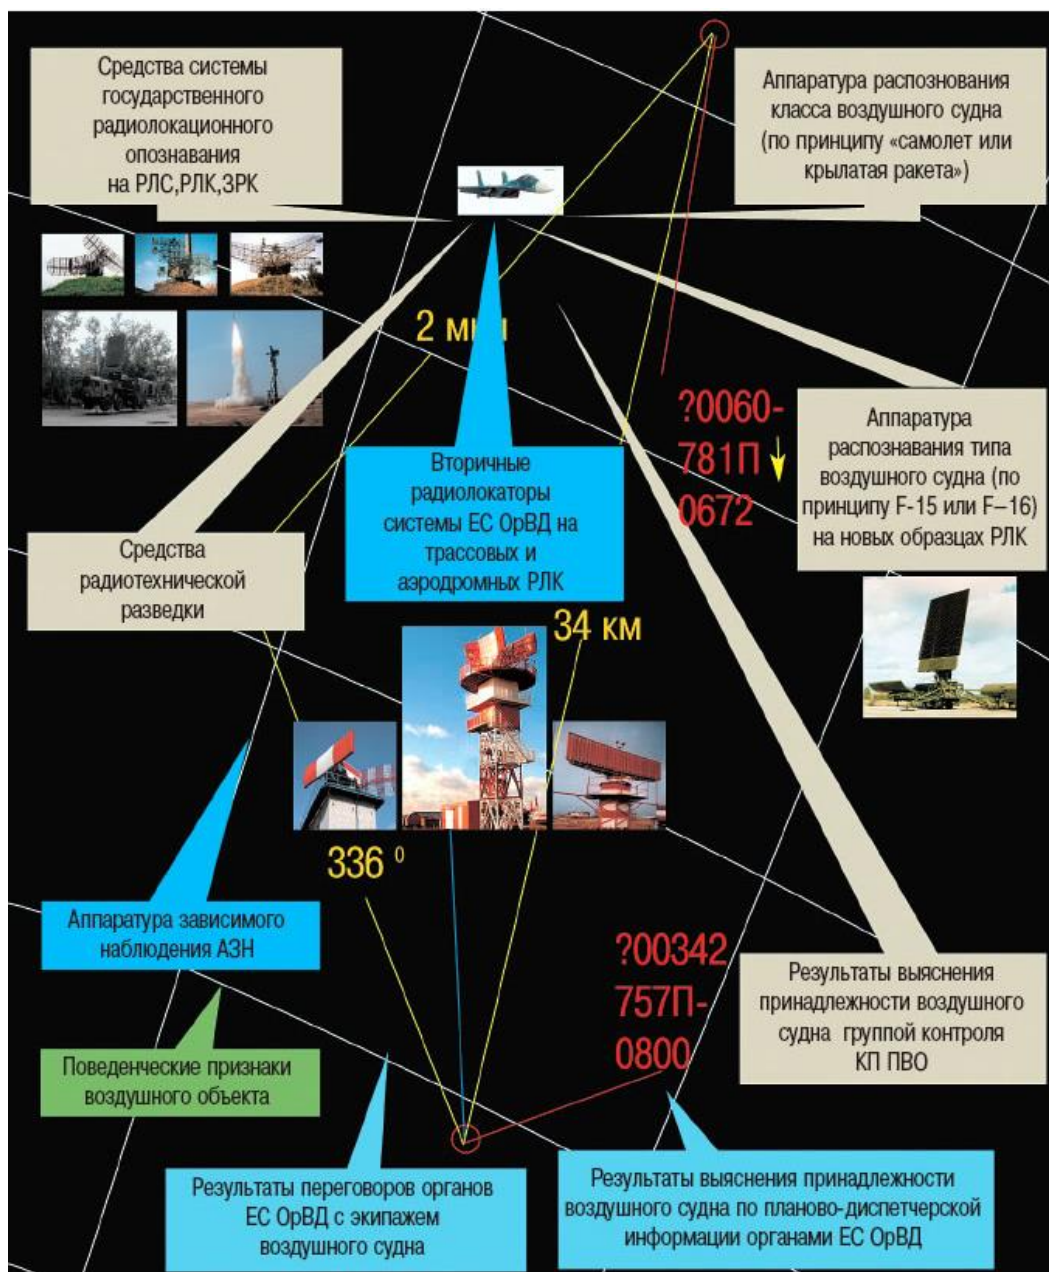 Средства системы
государственного
радиолокационного
опознавания
на РЛС,РЛК,ЗРК
Аппаратура распознования
класса воздушного судна
(по принципу «самолет или
крылатая ракета»)
2
?0060-
781П
0672
Аппаратура
распознавания типа
воздушного судна (по
принципу F-15 или F–16)
на новых образцах РЛК
Вторичные
радиолокаторы
системы ЕС ОрВД на
трассовых и
аэродромных РЛК
Средства
радиотехнической
разведки
34 км
336 0
Аппаратура зависимого
наблюдения АЗН
?00342
757П-
0800
Результаты выяснения
принадлежности воздушного
судна группой контроля
КП ПВО
Поведенческие признаки
воздушного объекта
Результаты переговоров органов
ЕС ОрВД с экипажем
воздушного судна
Результаты выяснения принадлежности
воздушного судна по планово-диспетчерской
информации органами ЕС ОрВД